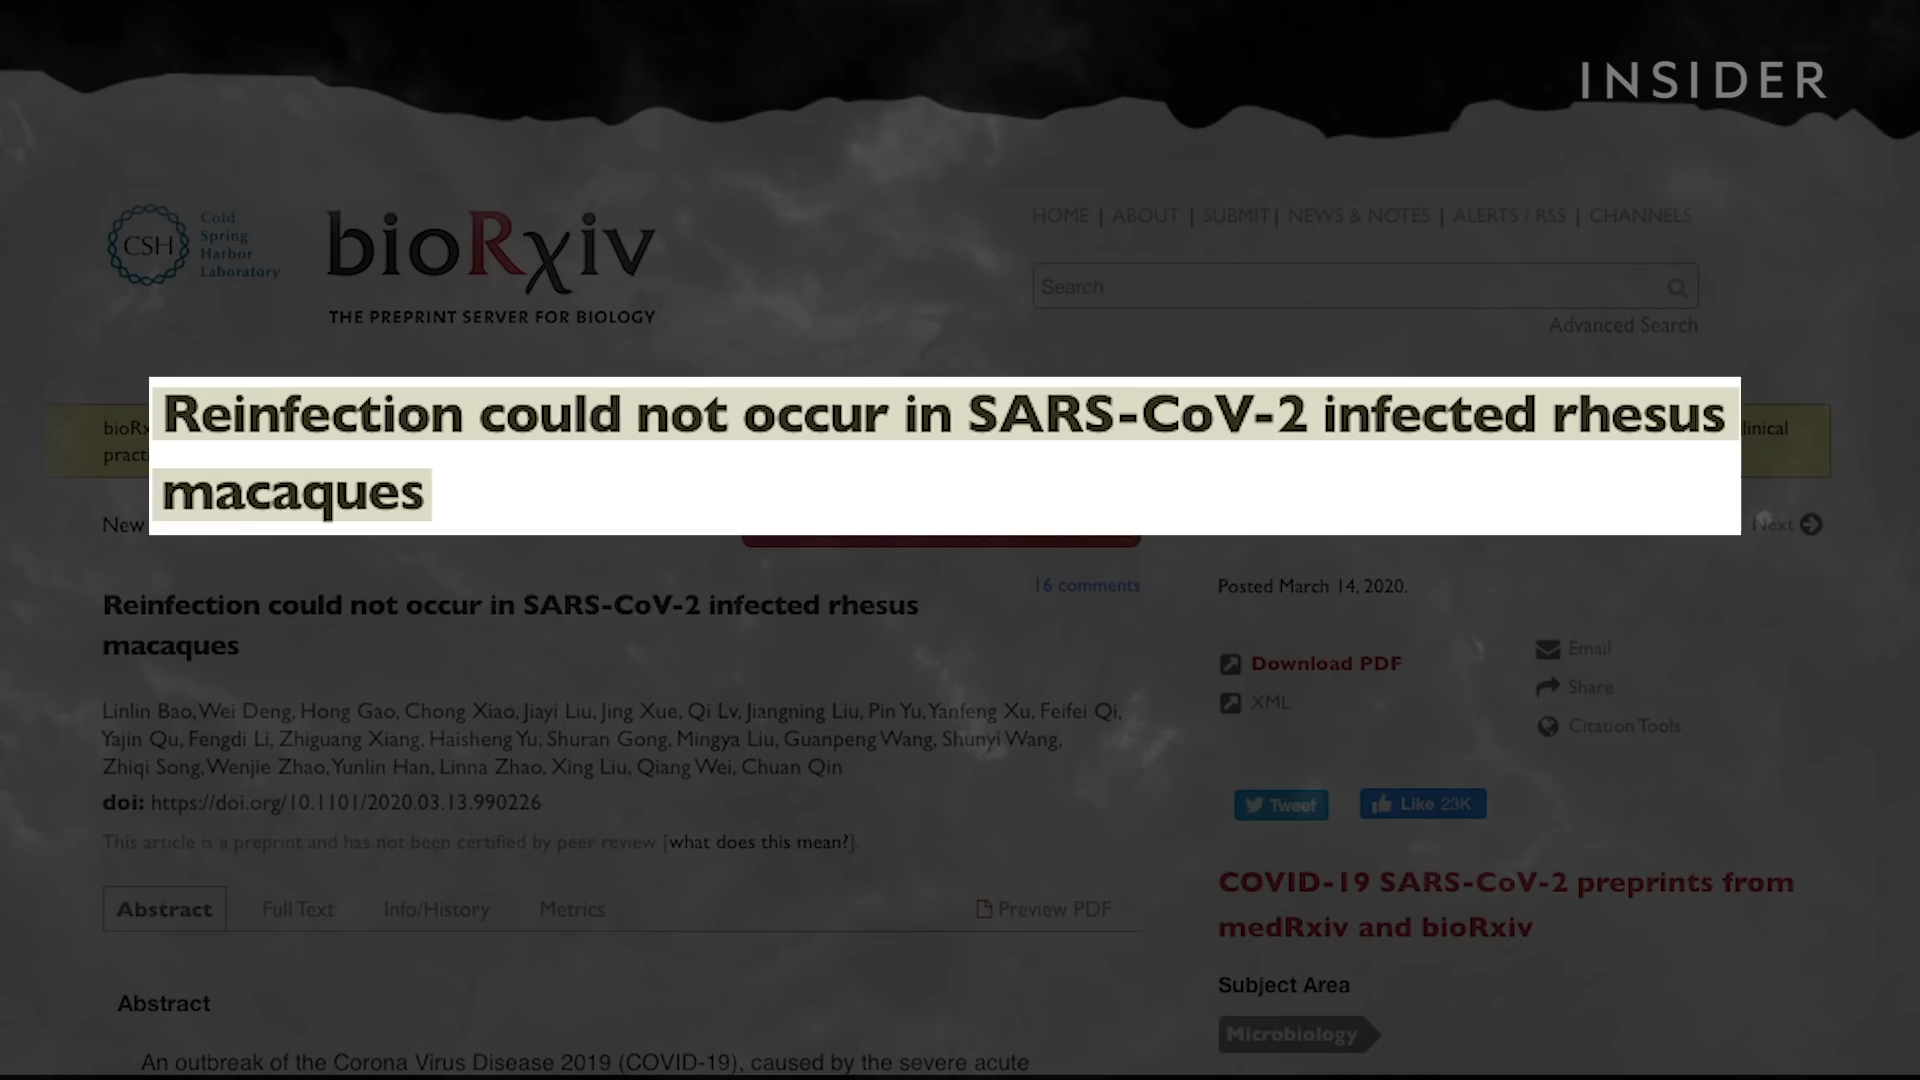 INSIDER
CSH
Cold
Spring
Harbor
Laboratory
bioRχiv
THE PREPRINT SERVER FOR BIOLOGY
HOME | ABOUT | SUBMIT | NEWS & NOTES | ALERTS / RSS | CHANNELS
Search
Advanced Search
Reinfection could not occur in SARS-CoV-2 infected rhesus
macaques
New
Next
16 comments
Reinfection could not occur in SARS-CoV-2 infected rhesus
macaques
Linlin Bao, Wei Deng, Hong Gao, Chong Xiao, Jiayi Liu, Jing Xue, Qi Lv, Jiangning Liu, Pin Yu, Yanfeng Xu, Feifei Qi,
Yajin Qu, Fengdi Li, Zhiguang Xiang, Haisheng Yu, Shuran Gong, Mingya Liu, Guanpeng Wang, Shunyi Wang,
Zhiqi Song, Wenjie Zhao, Yunlin Han, Linna Zhao, Xing Liu, Qiang Wei, Chuan Qin
doi: https://doi.org/10.1101/2020.03.13.990226
This article is a preprint and has not been certified by peer review [what does this mean?].
Abstract Full Text Info/History Metrics Preview PDF
Abstract
An outbreak of the Corona Virus Disease 2019 (COVID-19), caused by the severe acute
Posted March 14, 2020.
Download PDF
XML
Email
Share
Citation Tools
Tweet
Like 23K
COVID-19 SARS-CoV-2 preprints from
medRxiv and bioRxiv
Subject Area
Microbiology